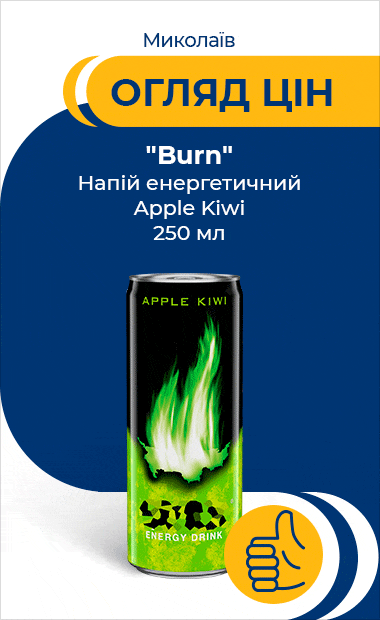 Миколаїв
ОГЛЯД ЦІН
"Burn"
Напій енергетичний
Apple Kiwi
250 мл
APPLE KIWI
ENERGY DRINK